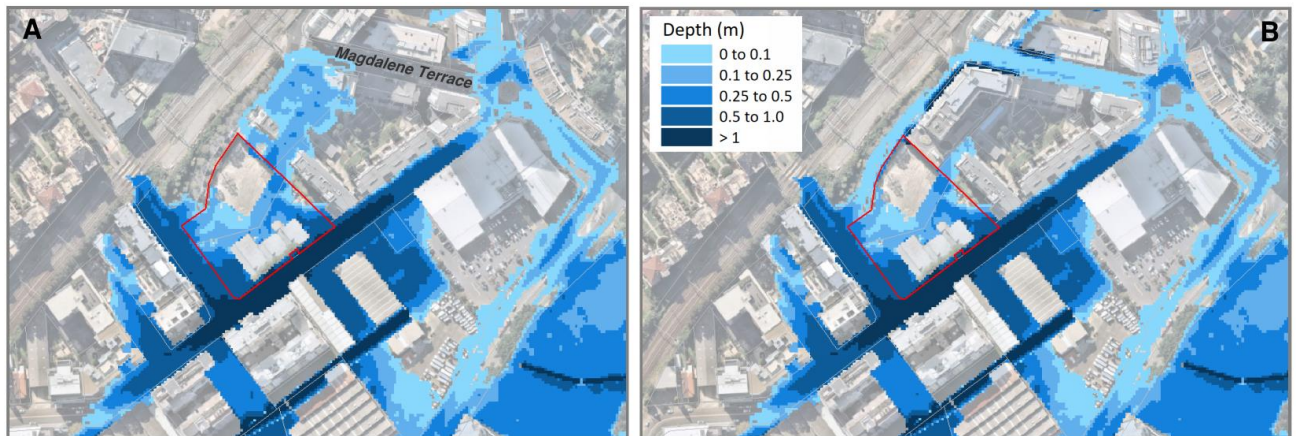 A
Magdalene Terrace
Depth (m)
0 to 0.1
0.1 to 0.25
0.25 to 0.5
0.5 to 1.0
> 1
B